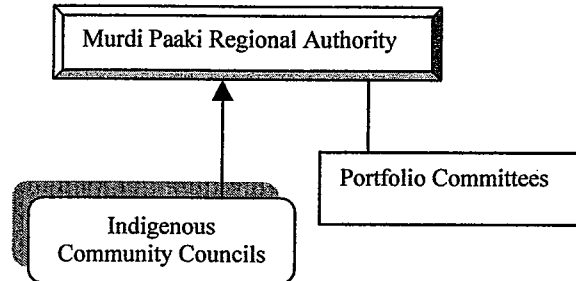 Murdi Paaki Regional Authority
Portfolio Committees
Indigenous
Community Councils